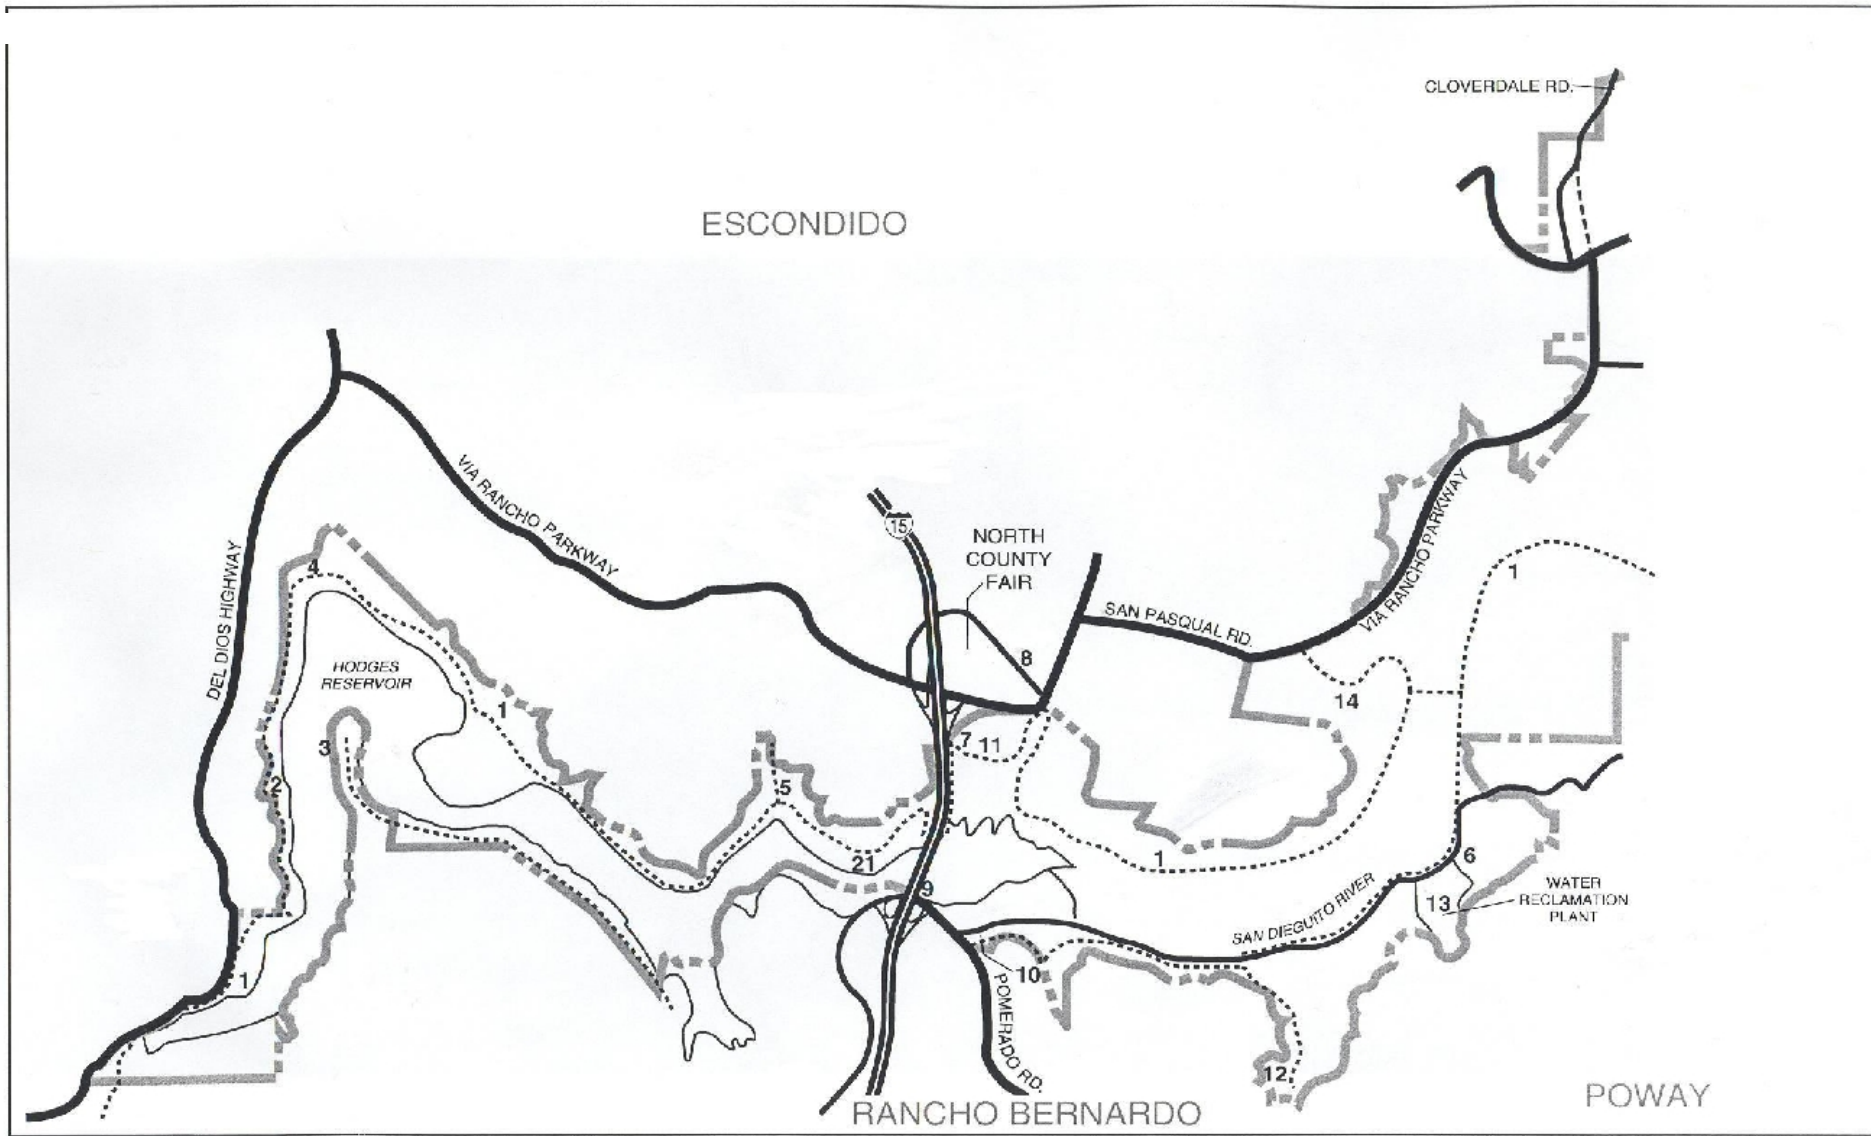 CLOVERDALE RD.
ESCONDIDO
VIA RANCHO PARKWAY
15
NORTH
COUNTY
FAIR
DEL DIOS HIGHWAY
4
HODGES
RESERVOIR
1
3
2
5
21
1
8
7
11
9
SAN PASQUAL RD.
VIA RANCHO PARKWAY
1
14
1
6
13
WATER
RECLAMATION
PLANT
SAN DIEGUITO RIVER
10
POMERADO RD.
12
RANCHO BERNARDO
POWAY